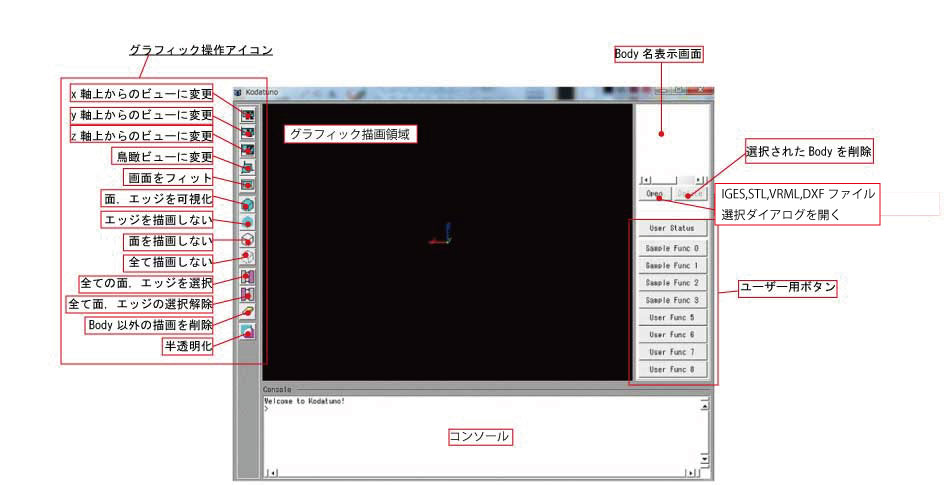 グラフィック操作アイコン
Body 名表示画面
x 軸上からのビューに変更
y 軸上からのビューに変更
z 軸上からのビューに変更
鳥瞰ビューに変更
画面をフィット
面．エッジを可視化
エッジを描画しない
面を描画しない
全て描画しない
全ての面．エッジを選択
全て面．エッジの選択解除
Body 以外の描画を削除
半透明化
Kodatuno
グラフィック描画領域
選択された Body を削除
Open
IGES,STL,VRML,DXF ファイル
選択ダイアログを開く
User Status
Sample Func 0
Sample Func 1
Sample Func 2
Sample Func 3
User Func 5
User Func 6
User Func 7
User Func 8
ユーザー用ボタン
Console
Welcome to Kodatuno!
>
コンソール